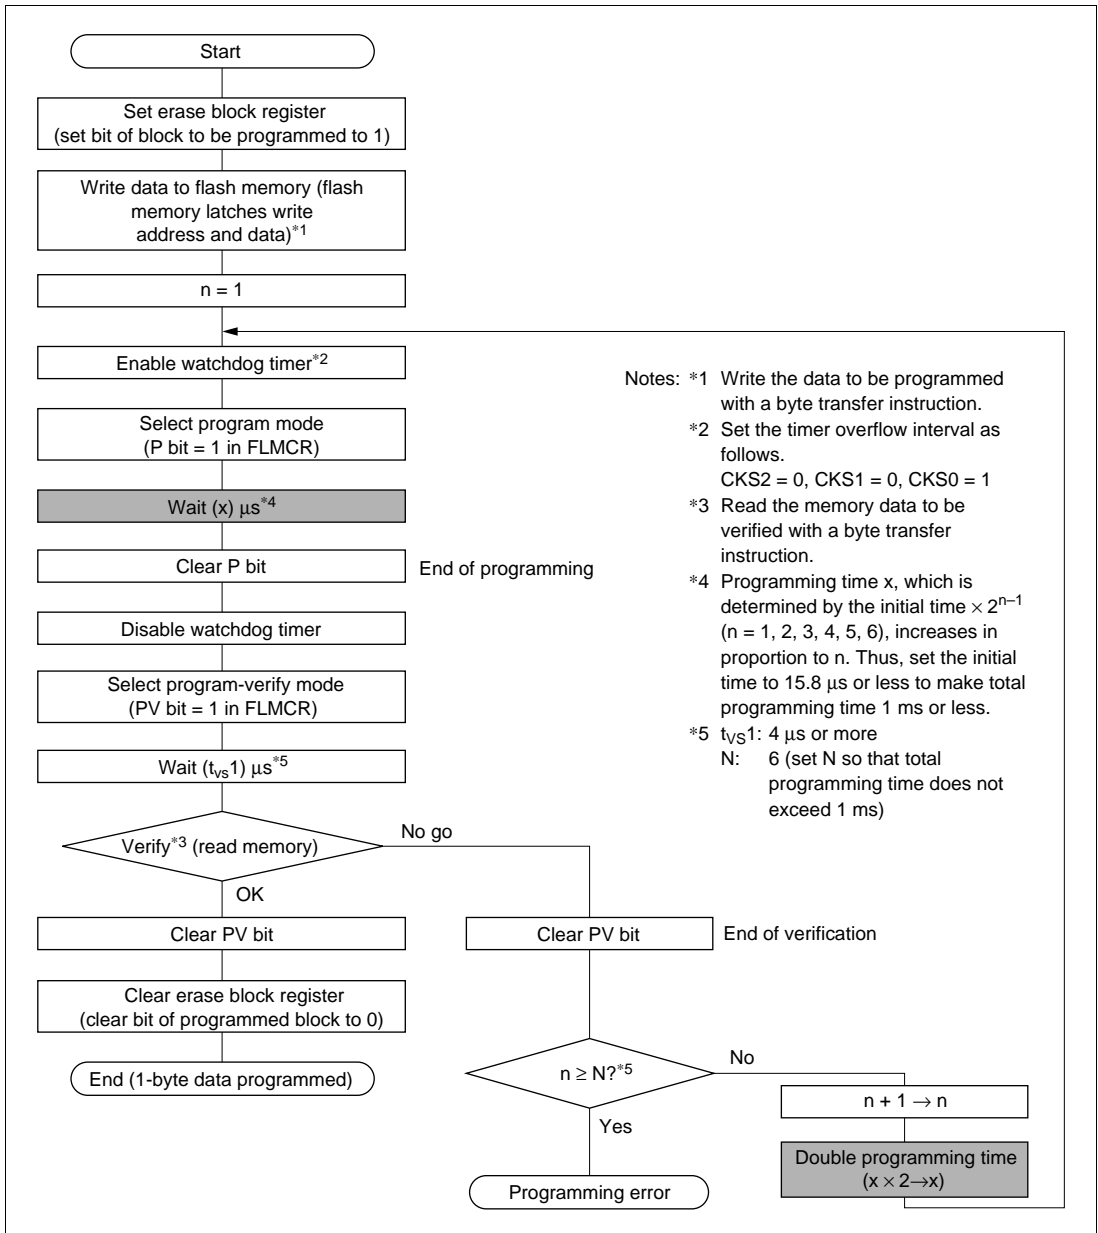 Start
Set erase block register
(set bit of block to be programmed to 1)
Write data to flash memory (flash
memory latches write
address and data)*1
n = 1
Enable watchdog timer*2
Select program mode
(P bit = 1 in FLMCR)
Wait (x) μs*4
Clear P bit
End of programming
Disable watchdog timer
Select program-verify mode
(PV bit = 1 in FLMCR)
Wait (tvs1) μs*5
Verify*3 (read memory)
No go
OK
Clear PV bit
Clear erase block register
(clear bit of programmed block to 0)
End (1-byte data programmed)
Clear PV bit
End of verification
n ≥ N?*5
No
Yes
Programming error
n + 1 → n
Double programming time
(x × 2→x)
Notes: *1 Write the data to be programmed
with a byte transfer instruction.
*2 Set the timer overflow interval as
follows.
CKS2 = 0, CKS1 = 0, CKS0 = 1
*3 Read the memory data to be
verified with a byte transfer
instruction.
*4 Programming time x, which is
determined by the initial time × 2n–1
(n = 1, 2, 3, 4, 5, 6), increases in
proportion to n. Thus, set the initial
time to 15.8 μs or less to make total
programming time 1 ms or less.
*5 tVS1: 4 μs or more
N: 6 (set N so that total
programming time does not
exceed 1 ms)